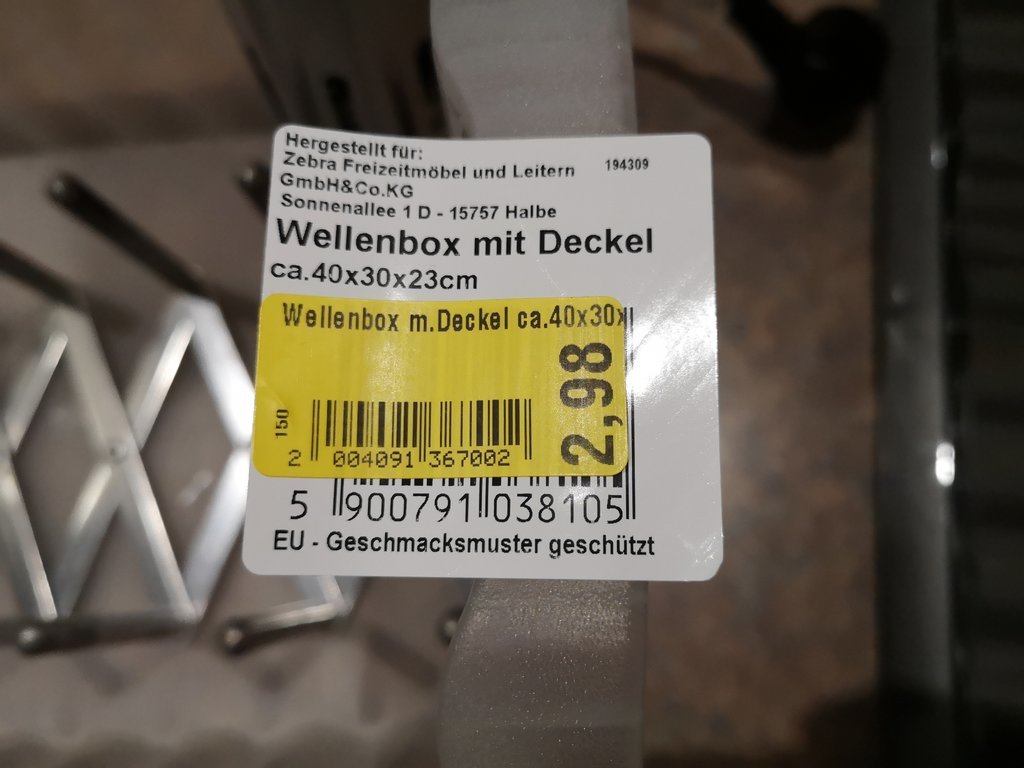 Hergestellt für:
Zebra Freizeitmöbel und Leitern 194309
GmbH&Co.KG
Sonnenallee 1 D - 15757 Halbe
Wellenbox mit Deckel
ca.40x30x23cm
Wellenbox m.Deckel ca.40x30x
2,98
150
2 004091 367002
5 900791 038105
EU - Geschmacksmuster geschützt